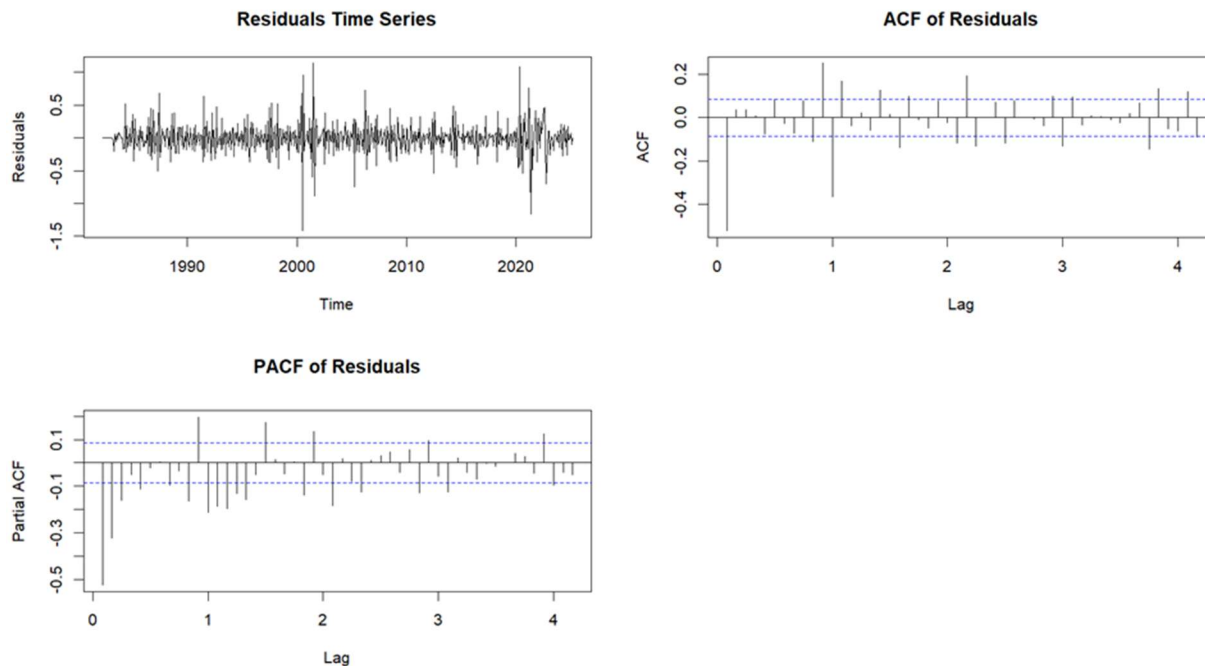 Residuals Time Series
Residuals
0.5
-0.5
-1.5
1990
2000
2010
2020
Time
ACF of Residuals
ACF
0.2
0.0
-0.2
-0.4
0
1
2
3
4
Lag
PACF of Residuals
Partial ACF
0.1
-0.1
-0.3
-0.5
0
1
2
3
4
Lag